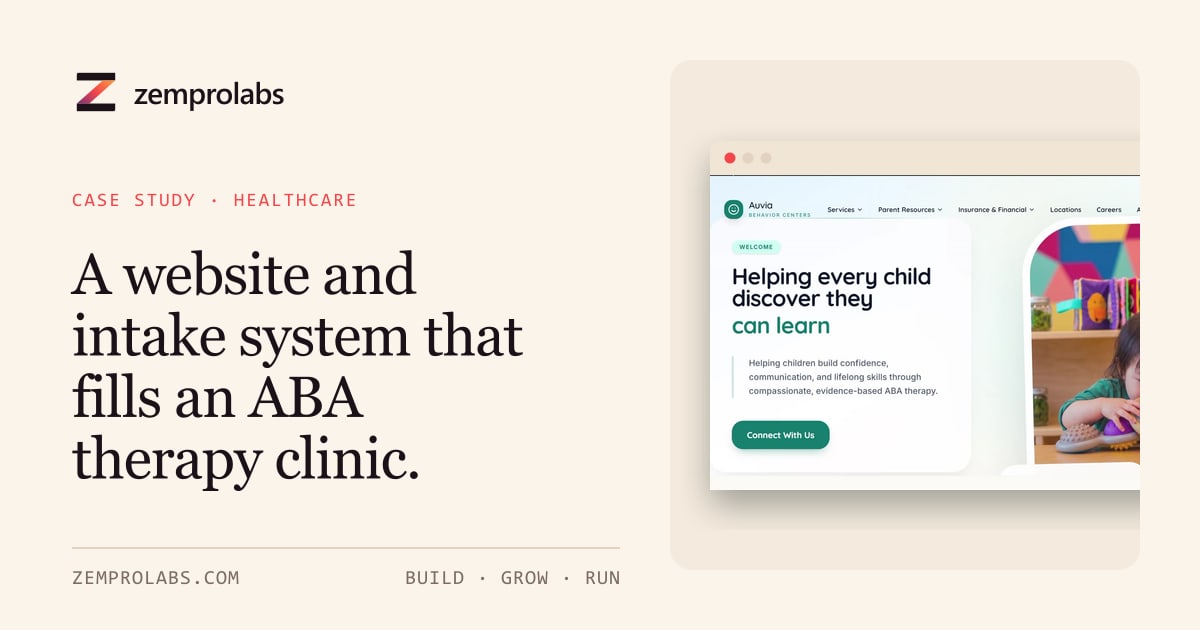 zemprolabs
CASE STUDY · HEALTHCARE
A website and
intake system that
fills an ABA
therapy clinic.
ZEMPROLABS.COM
BUILD · GROW · RUN
Auvia
BEHAVIOR CENTERS
Services
Parent Resources
Insurance & Financial
Locations
Careers
WELCOME
Helping every child
discover they
can learn
Helping children build confidence,
communication, and lifelong skills through
compassionate, evidence-based ABA therapy.
Connect With Us